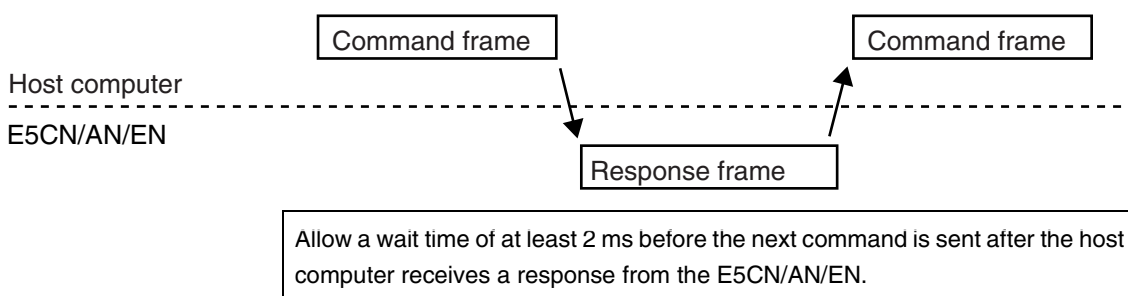 Command frame
Command frame
Host computer
E5CN/AN/EN
Response frame
Allow a wait time of at least 2 ms before the next command is sent after the host
computer receives a response from the E5CN/AN/EN.